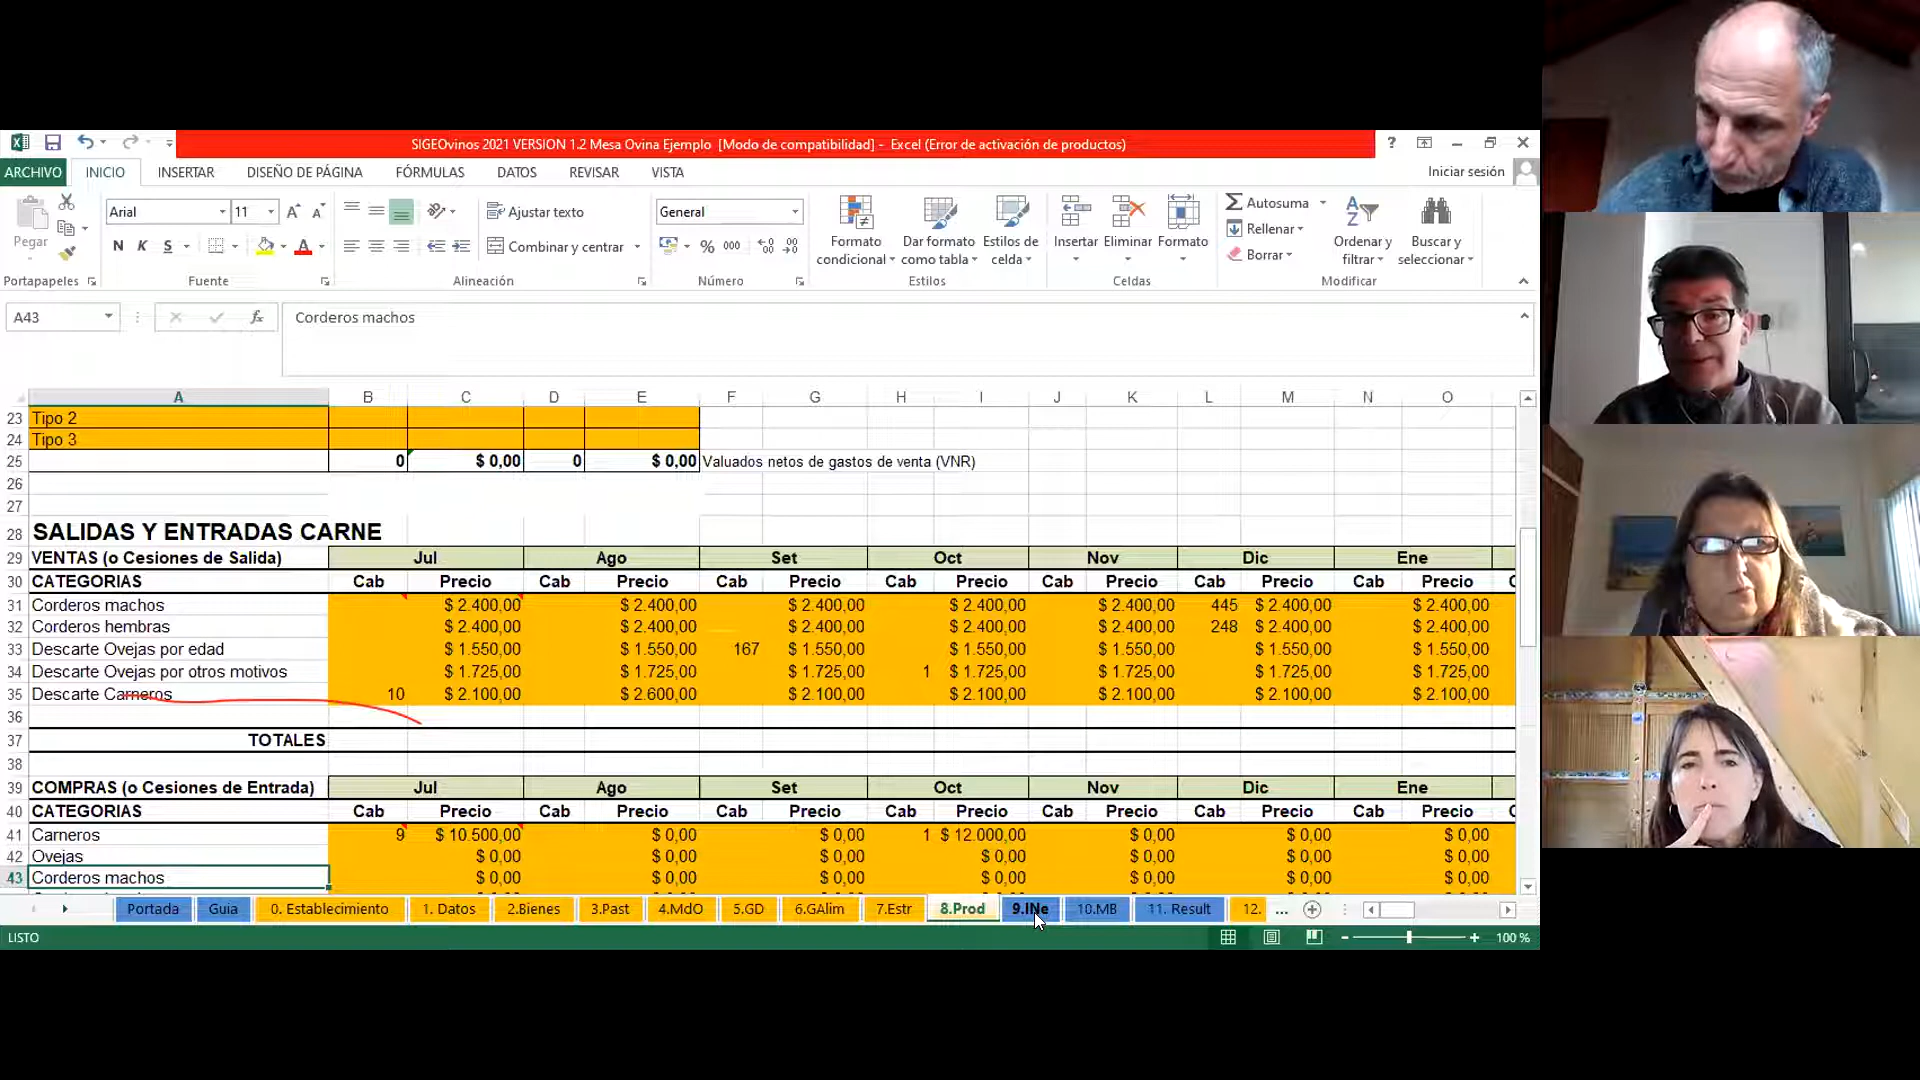 SIGEOvinos 2021 VERSION 1.2 Mesa Ovina Ejemplo [Modo de compatibilidad] - Excel (Error de activación de productos)
ARCHIVO INICIO INSERTAR DISEÑO DE PÁGINA FÓRMULAS DATOS REVISAR VISTA Iniciar sesión
Pegar Arial 11 Ajustar texto General Autosuma
N K S Combinar y centrar % 000 Formato condicional Dar formato como tabla Estilos de celda Insertar Eliminar Formato Rellenar Borrar Ordenar y filtrar Buscar y seleccionar
Portapapeles Fuente Alineación Número Estilos Celdas Modificar
A43 fx Corderos machos
A B C D E F G H I J K L M N O
23 Tipo 2
24 Tipo 3
25 0 $ 0,00 0 $ 0,00 Valuados netos de gastos de venta (VNR)
26
27
28 SALIDAS Y ENTRADAS CARNE
29 VENTAS (o Cesiones de Salida) Jul Ago Set Oct Nov Dic Ene
30 CATEGORIAS Cab Precio Cab Precio Cab Precio Cab Precio Cab Precio Cab Precio Cab Precio
31 Corderos machos $ 2.400,00 $ 2.400,00 $ 2.400,00 $ 2.400,00 $ 2.400,00 445 $ 2.400,00 $ 2.400,00
32 Corderos hembras $ 2.400,00 $ 2.400,00 $ 2.400,00 $ 2.400,00 $ 2.400,00 248 $ 2.400,00 $ 2.400,00
33 Descarte Ovejas por edad $ 1.550,00 $ 1.550,00 167 $ 1.550,00 $ 1.550,00 $ 1.550,00 $ 1.550,00 $ 1.550,00
34 Descarte Ovejas por otros motivos $ 1.725,00 $ 1.725,00 $ 1.725,00 1 $ 1.725,00 $ 1.725,00 $ 1.725,00 $ 1.725,00
35 Descarte Carneros 10 $ 2.100,00 $ 2.600,00 $ 2.100,00 $ 2.100,00 $ 2.100,00 $ 2.100,00 $ 2.100,00
36
37 TOTALES
38
39 COMPRAS (o Cesiones de Entrada) Jul Ago Set Oct Nov Dic Ene
40 CATEGORIAS Cab Precio Cab Precio Cab Precio Cab Precio Cab Precio Cab Precio Cab Precio
41 Carneros 9 $ 10.500,00 $ 0,00 $ 0,00 1 $ 12.000,00 $ 0,00 $ 0,00 $ 0,00
42 Ovejas $ 0,00 $ 0,00 $ 0,00 $ 0,00 $ 0,00 $ 0,00 $ 0,00
43 Corderos machos $ 0,00 $ 0,00 $ 0,00 $ 0,00 $ 0,00 $ 0,00 $ 0,00
Portada Guia 0. Establecimiento 1. Datos 2.Bienes 3.Past 4.MdO 5.GD 6.GAlim 7.Estr 8.Prod 9.INe 10.MB 11. Result 12. ...
LISTO 100 %